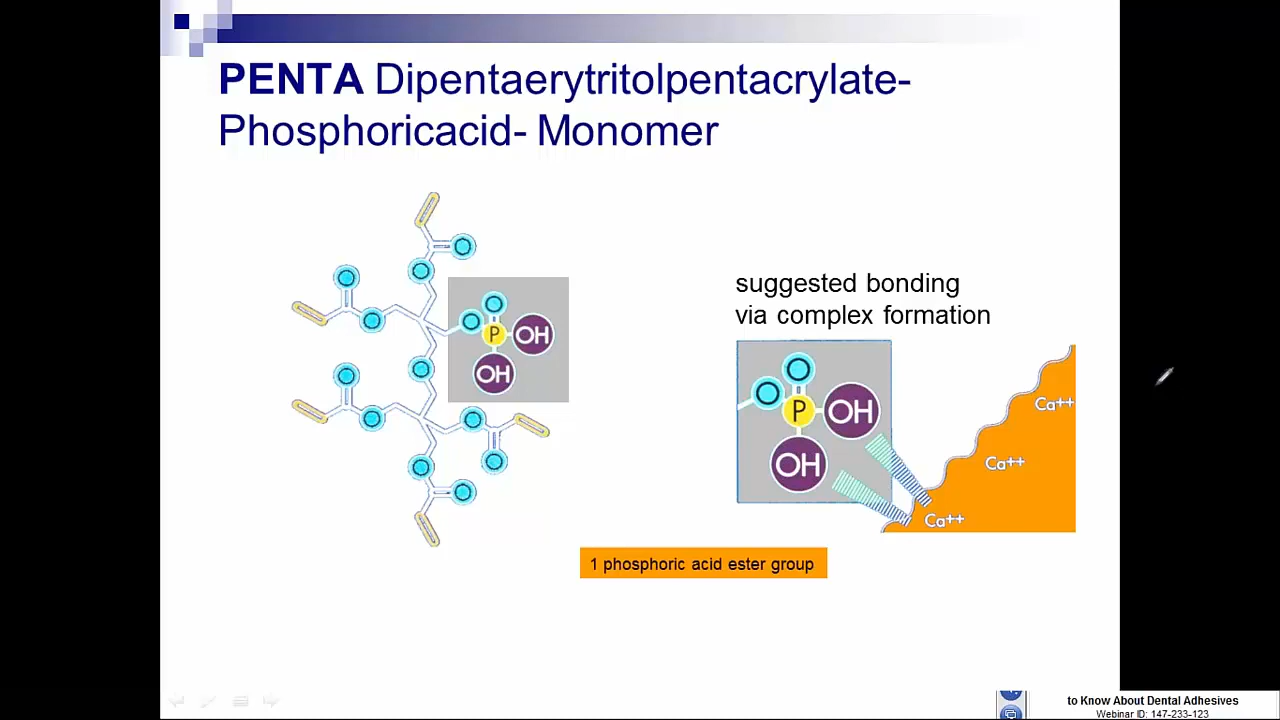 PENTA Dipentaerytritolpentacrylate-
Phosphoricacid- Monomer
suggested bonding
via complex formation
P
OH
OH
P
OH
OH
Ca++
Ca++
Ca++
1 phosphoric acid ester group
to Know About Dental Adhesives
Webinar ID: 147-233-123